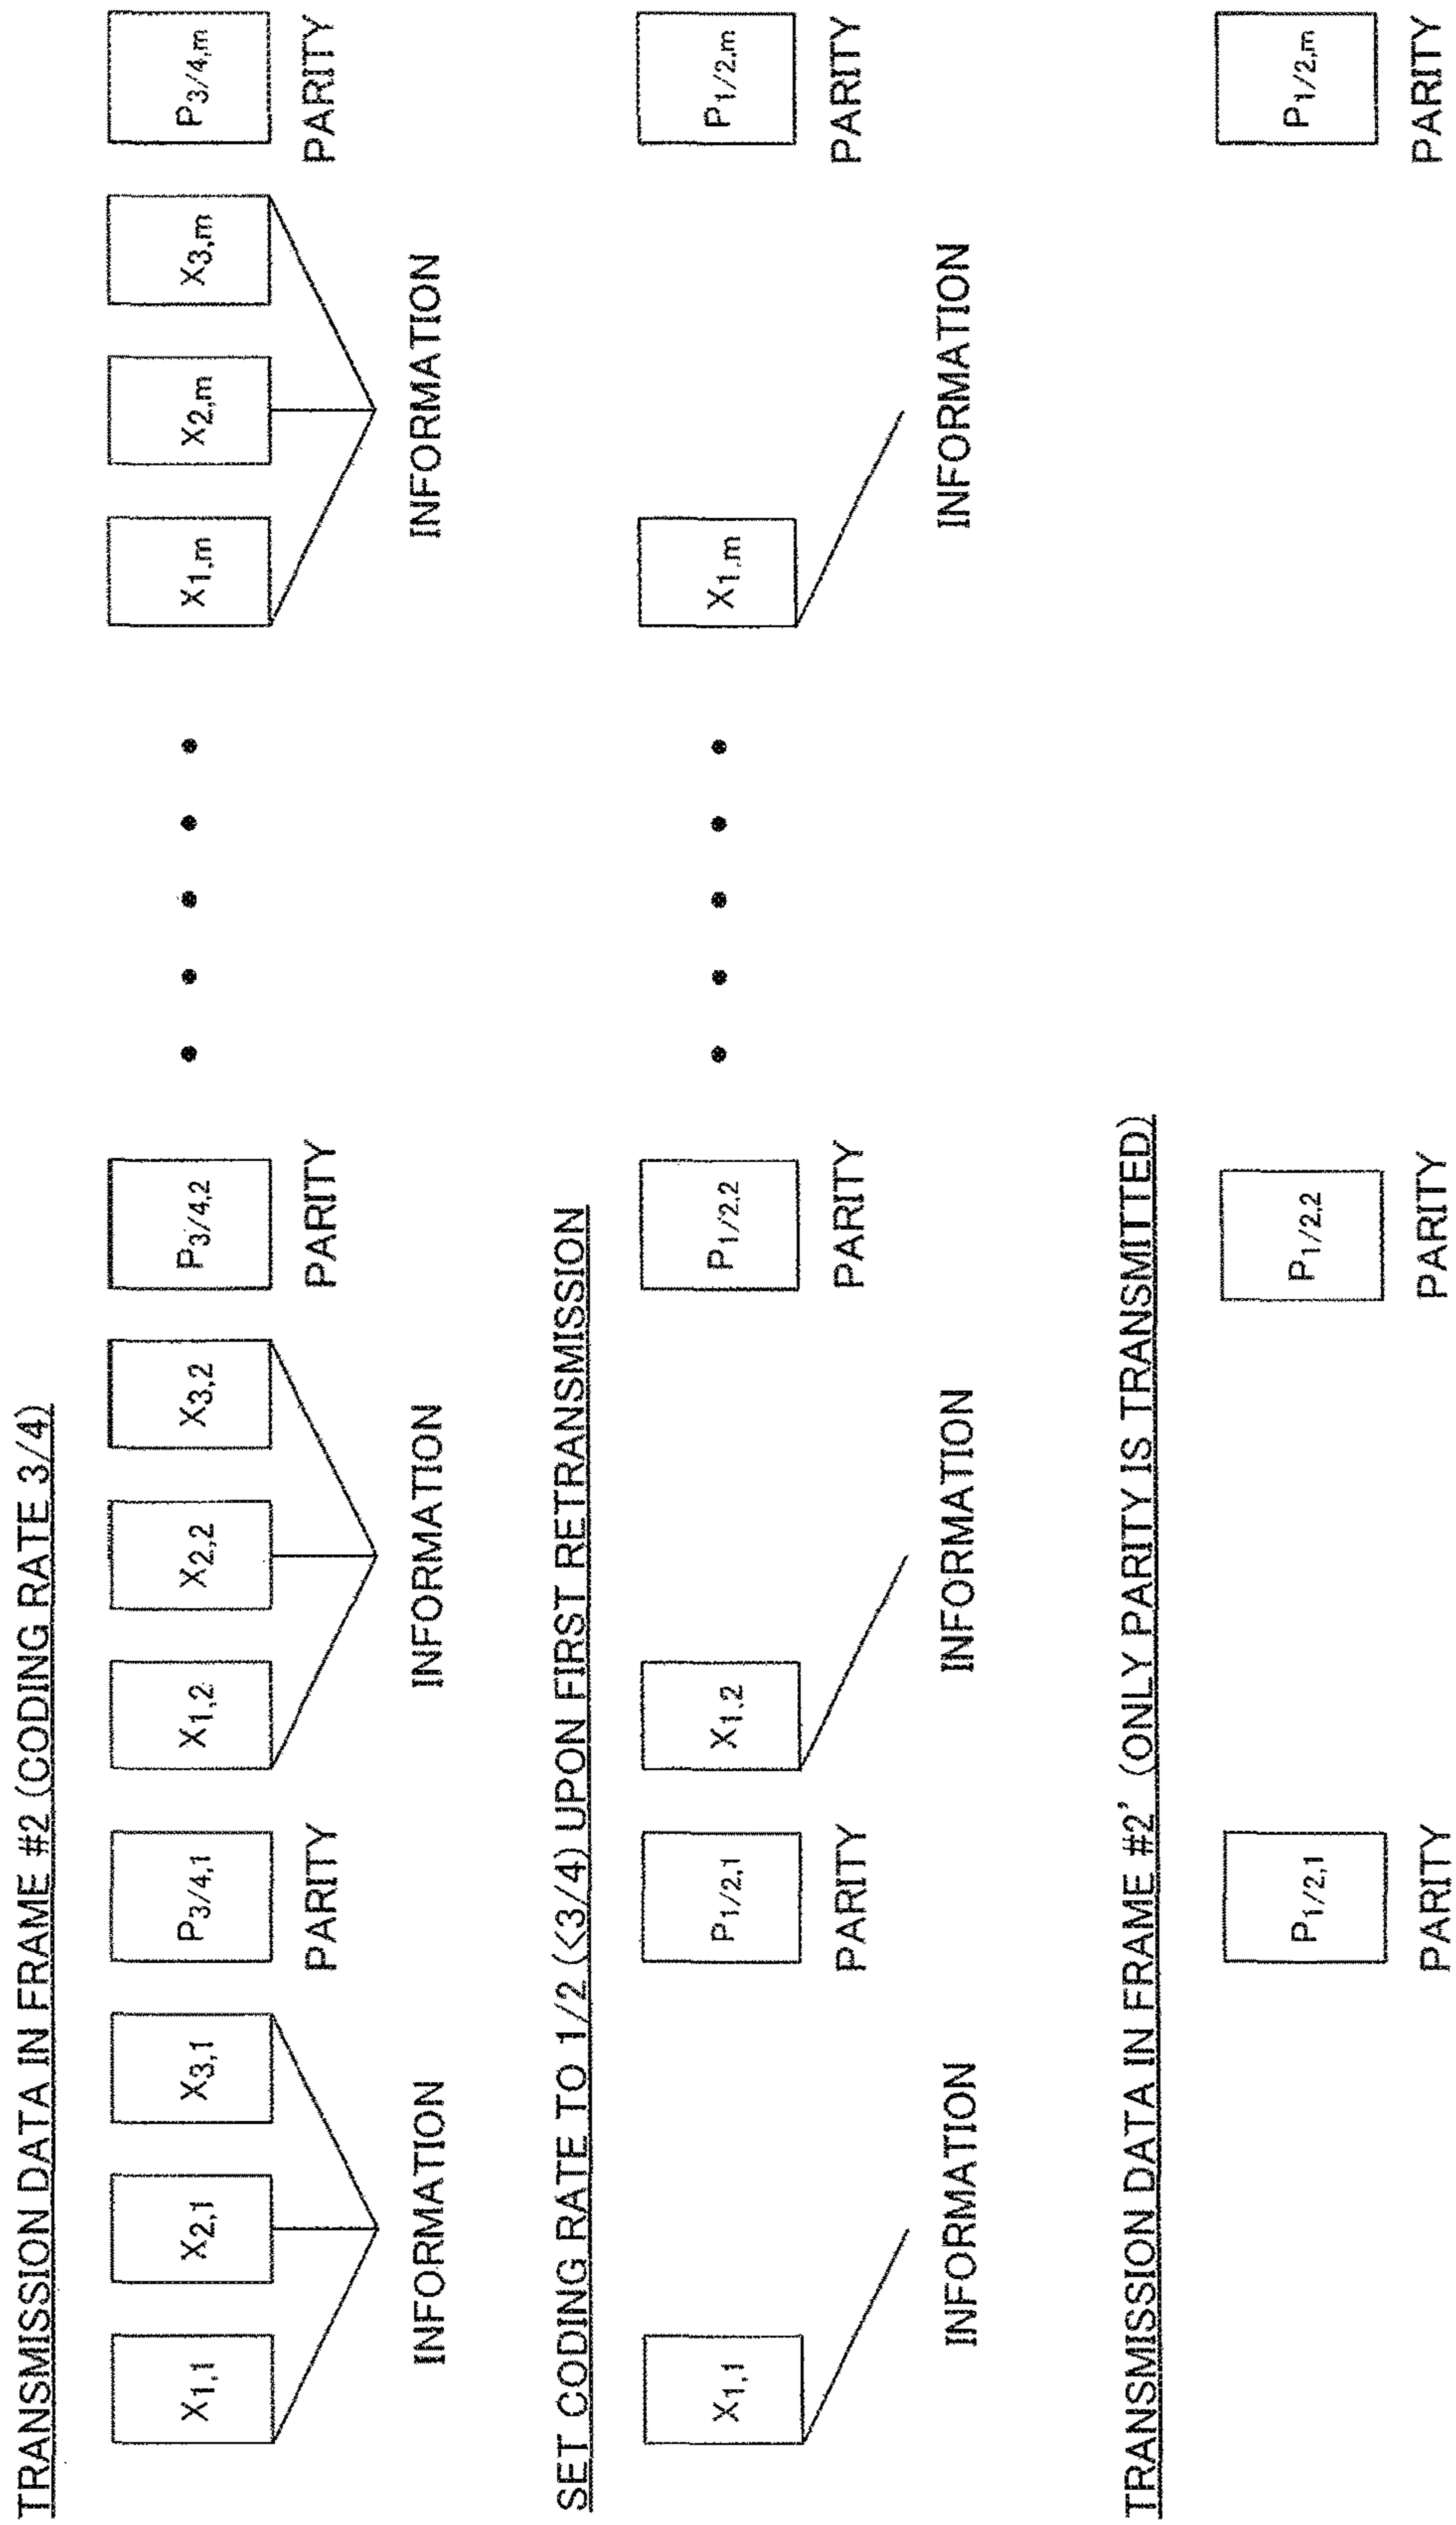 TRANSMISSION DATA IN FRAME #2 (CODING RATE 3/4)
X1,1 X2,1 X3,1 P3/4,1 X1,2 X2,2 X3,2 P3/4,2 • • • • • X1,m X2,m X3,m P3/4,m
PARITY PARITY PARITY
INFORMATION INFORMATION INFORMATION
SET CODING RATE TO 1/2 (<3/4) UPON FIRST RETRANSMISSION
X1,1 P1/2,1 X1,2 P1/2,2 • • • • • X1,m P1/2,m
PARITY PARITY PARITY
INFORMATION INFORMATION INFORMATION
TRANSMISSION DATA IN FRAME #2' (ONLY PARITY IS TRANSMITTED)
P1/2,1 P1/2,2 P1/2,m
PARITY PARITY PARITY